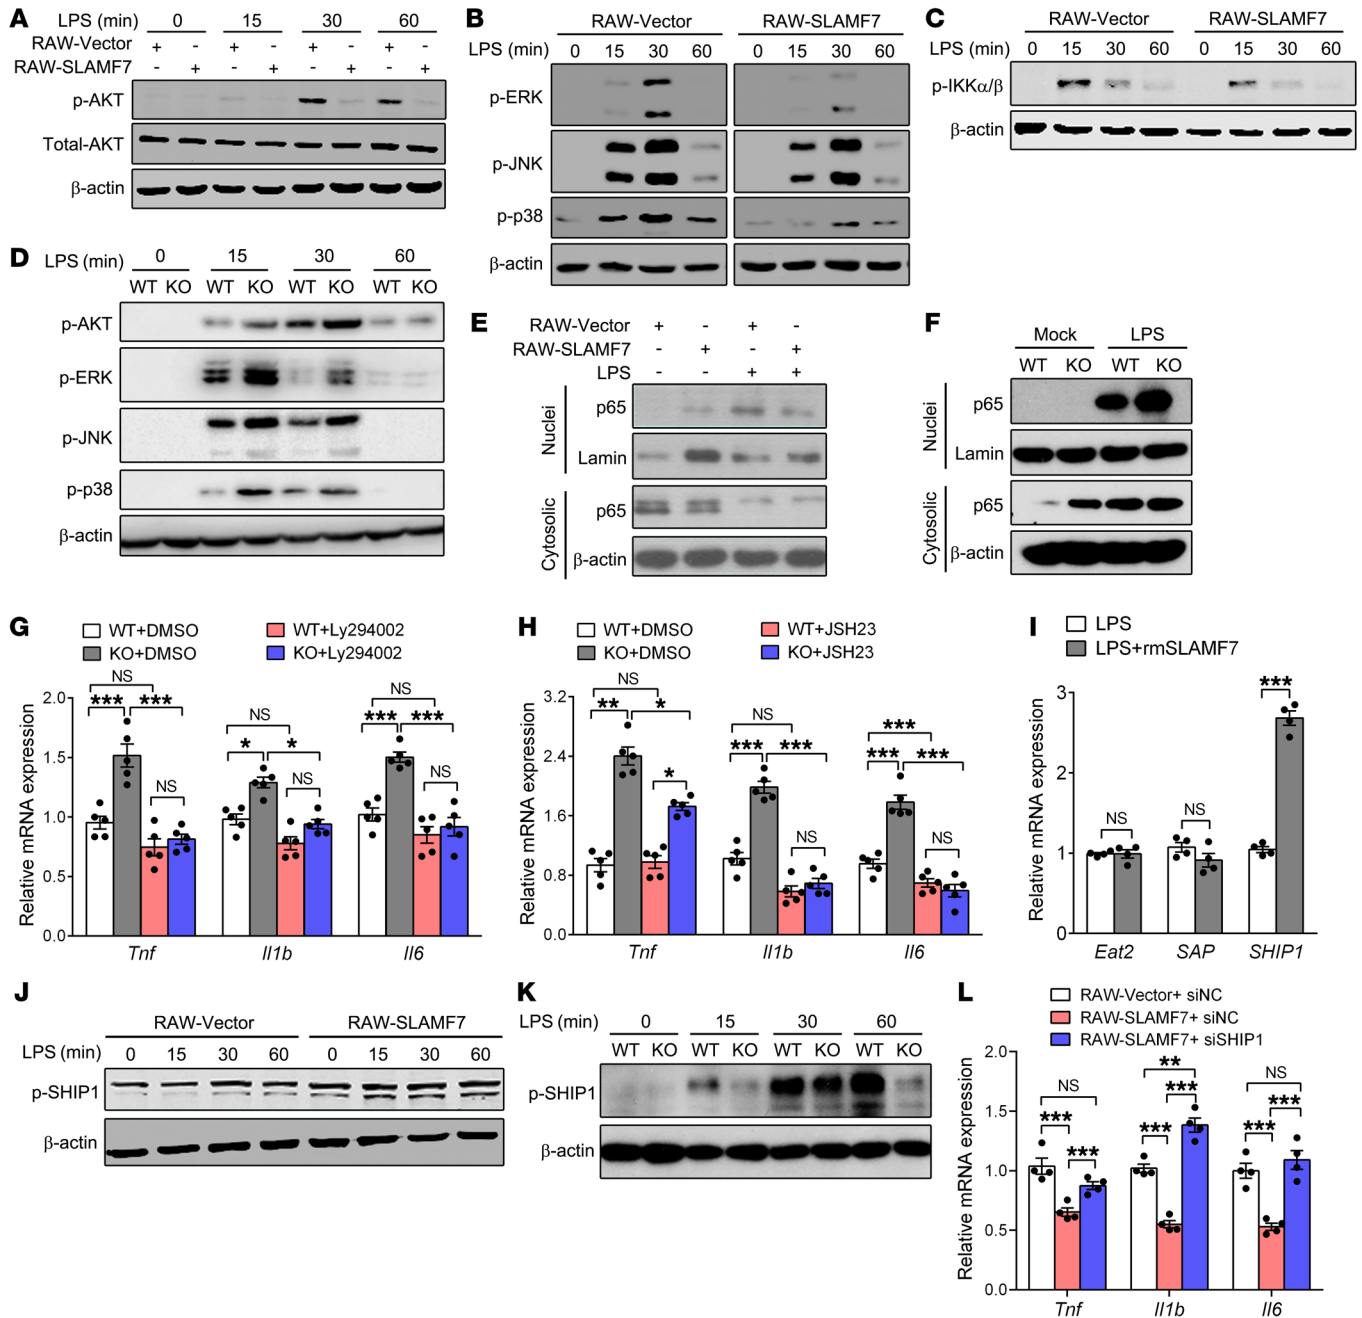 A
LPS (min) 0 15 30 60
RAW-Vector + - + - + - + -
RAW-SLAMF7 - + - + - + - +
p-AKT
Total-AKT
β-actin
B
RAW-Vector RAW-SLAMF7
LPS (min) 0 15 30 60 0 15 30 60
p-ERK
p-JNK
p-p38
β-actin
C
RAW-Vector RAW-SLAMF7
LPS (min) 0 15 30 60 0 15 30 60
p-IKKα/β
β-actin
D
LPS (min) 0 15 30 60
WT KO WT KO WT KO WT KO
p-AKT
p-ERK
p-JNK
p-p38
β-actin
E
RAW-Vector + - + -
RAW-SLAMF7 - + - +
LPS - - + +
Nuclei
p65
Lamin
Cytosolic
p65
β-actin
F
Mock LPS
WT KO WT KO
Nuclei
p65
Lamin
Cytosolic
p65
β-actin
G
WT+DMSO WT+Ly294002
KO+DMSO KO+Ly294002
Relative mRNA expression
2.0
1.5
1.0
0.5
0.0
NS
*** ***
NS
NS
* *
NS
NS
*** ***
NS
Tnf Il1b Il6
H
WT+DMSO WT+JSH23
KO+DMSO KO+JSH23
Relative mRNA expression
3.2
2.4
1.6
0.8
0.0
NS
** *
*
NS
*** ***
NS
***
*** ***
NS
Tnf Il1b Il6
I
LPS
LPS+rmSLAMF7
Relative mRNA expression
3
2
1
0
NS
NS
***
Eat2 SAP SHIP1
J
RAW-Vector RAW-SLAMF7
LPS (min) 0 15 30 60 0 15 30 60
p-SHIP1
β-actin
K
LPS (min) 0 15 30 60
WT KO WT KO WT KO WT KO
p-SHIP1
β-actin
L
RAW-Vector+ siNC
RAW-SLAMF7+ siNC
RAW-SLAMF7+ siSHIP1
Relative mRNA expression
2.0
1.5
1.0
0.5
0.0
NS
***
***
**
***
***
NS
***
***
Tnf Il1b Il6